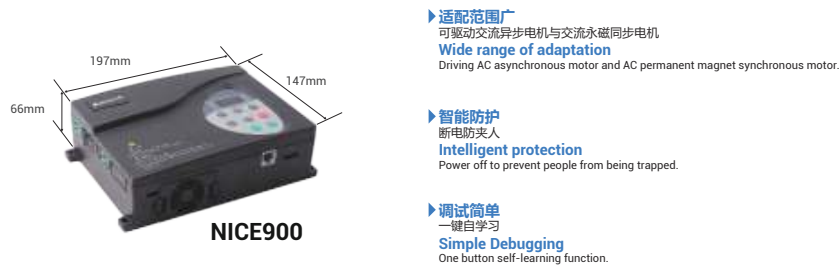 197mm
147mm
66mm
NICE900
适配范围广
可驱动交流异步电机与交流永磁同步电机
Wide range of adaptation
Driving AC asynchronous motor and AC permanent magnet synchronous motor.
智能防护
断电防夹人
Intelligent protection
Power off to prevent people from being trapped.
调试简单
一键自学习
Simple Debugging
One button self-learning function.